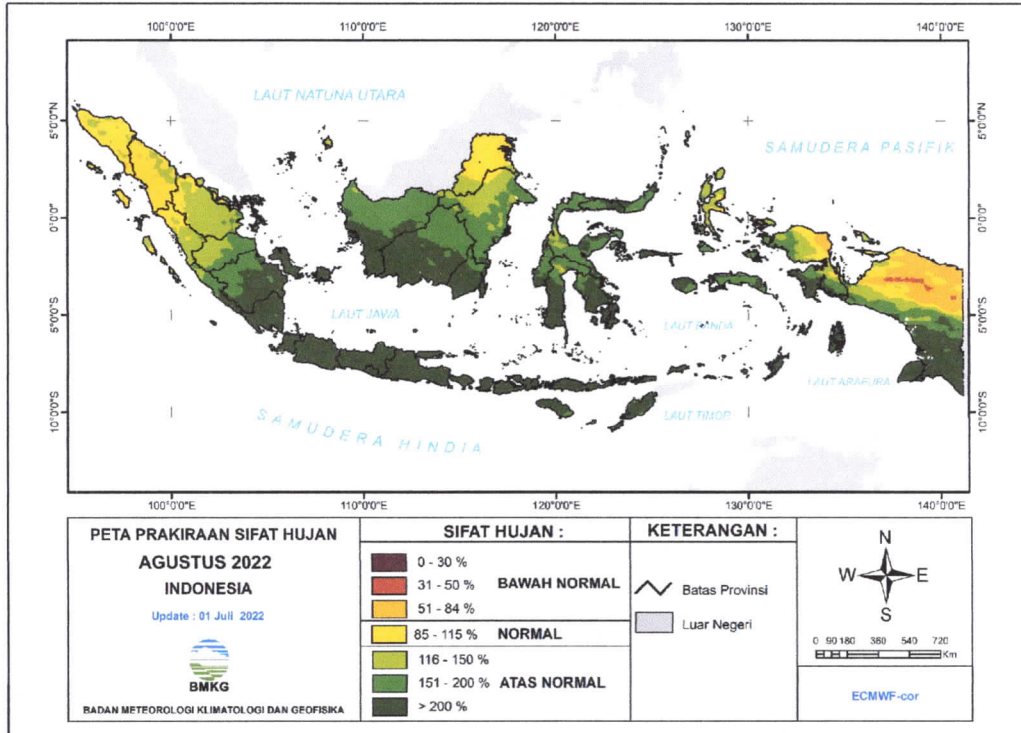 100°0'0"E 110°0'0"E 120°0'0"E 130°0'0"E 140°0'0"E
LAUT NATUNA UTARA
SAMUDERA PASIFIK
5°0'0"N 5°0'0"N
0°0'0" 0°0'0"
5°0'0"S 5°0'0"S
10°0'0"S 10°0'0"S
LAUT JAWA
LAUT BANDA
LAUT ARAFURA
LAUT TIMOR
SAMUDERA HINDIA
100°0'0"E 110°0'0"E 120°0'0"E 130°0'0"E 140°0'0"E
PETA PRAKIRAAN SIFAT HUJAN
AGUSTUS 2022
INDONESIA
Update : 01 Juli 2022
BMKG
BADAN METEOROLOGI KLIMATOLOGI DAN GEOFISIKA
SIFAT HUJAN :
0 - 30 %
31 - 50 % BAWAH NORMAL
51 - 84 %
85 - 115 % NORMAL
116 - 150 %
151 - 200 % ATAS NORMAL
> 200 %
KETERANGAN :
Batas Provinsi
Luar Negeri
N
W E
S
0 90 180 360 540 720
Km
ECMWF-cor